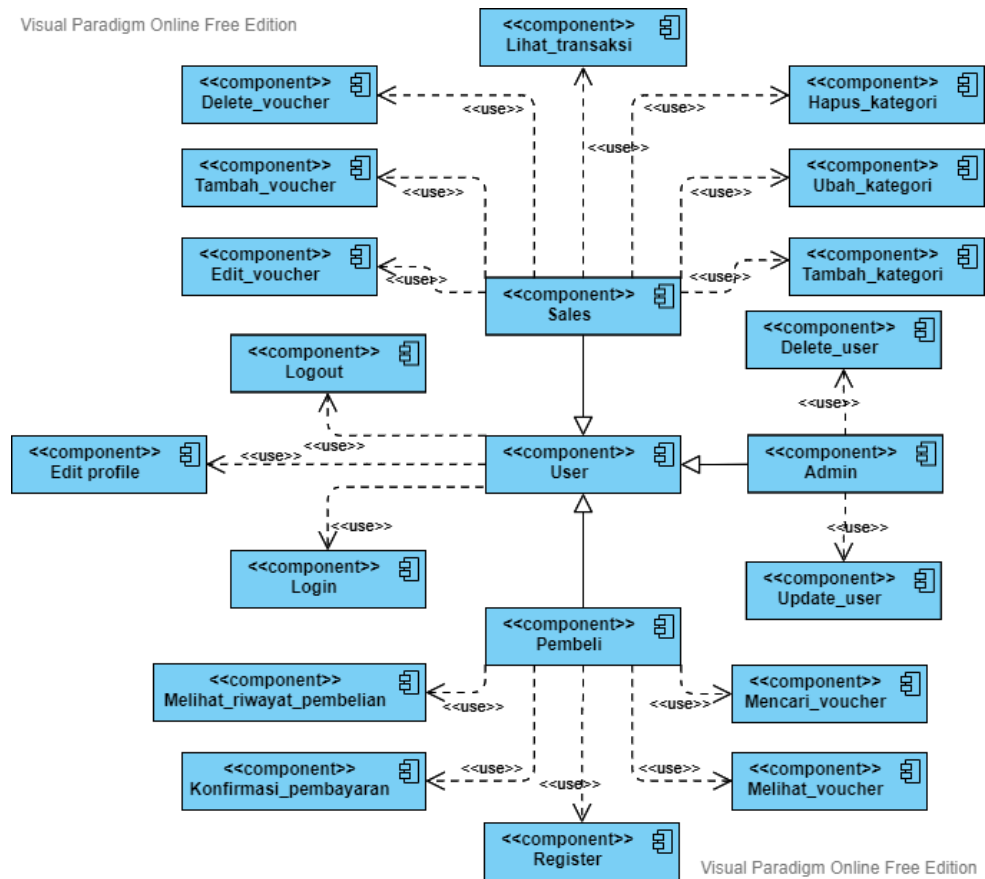 Visual Paradigm Online Free Edition
<<component>>
Lihat_transaksi
<<component>>
Delete_voucher
<<use>>
<<use>>
<<use>>
<<component>>
Hapus_kategori
<<component>>
Tambah_voucher
<<use>>
<<use>>
<<component>>
Ubah_kategori
<<component>>
Edit_voucher
<<use>>
<<component>>
Sales
<<use>>
<<component>>
Tambah_kategori
<<component>>
Logout
<<component>>
Delete_user
<<use>>
<<use>>
<<component>>
Edit profile
<<use>>
<<component>>
User
<<component>>
Admin
<<use>>
<<use>>
<<component>>
Login
<<component>>
Update_user
<<component>>
Pembeli
<<component>>
Melihat_riwayat_pembelian
<<use>>
<<use>>
<<component>>
Mencari_voucher
<<component>>
Konfirmasi_pembayaran
<<use>>
<<use>>
<<use>>
<<component>>
Melihat_voucher
<<component>>
Register
Visual Paradigm Online Free Edition